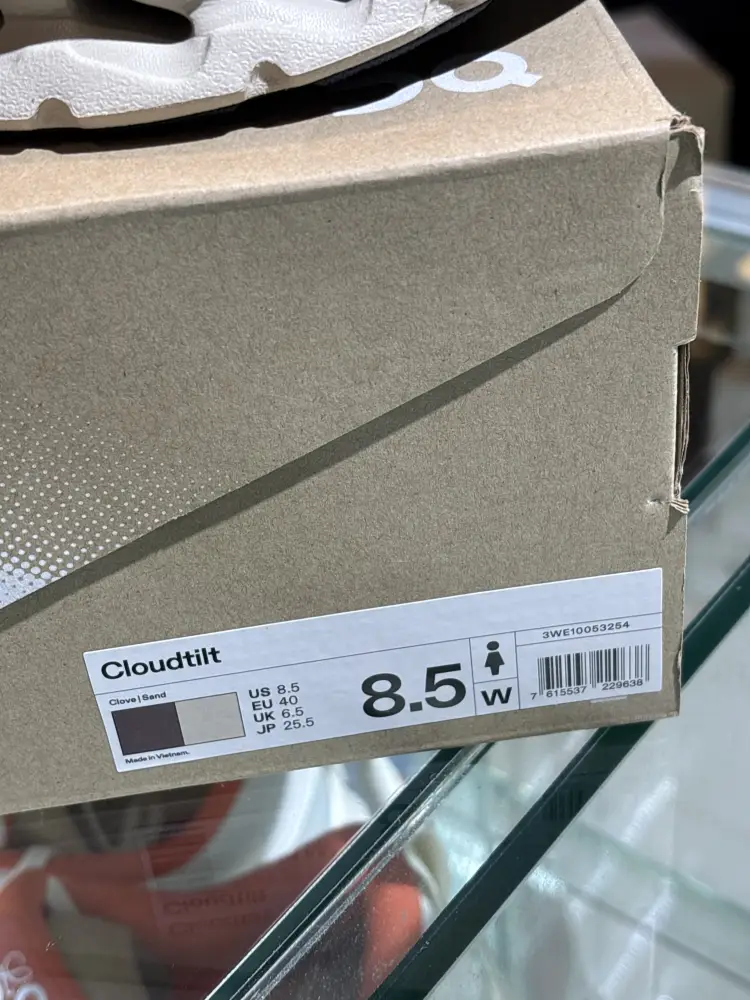 Cloudtilt
Clove | Sand
US 8.5
EU 40
UK 6.5
JP 25.5
Made in Vietnam.
8.5
W
3WE10053254
7 615537 229638
Cloudtilt